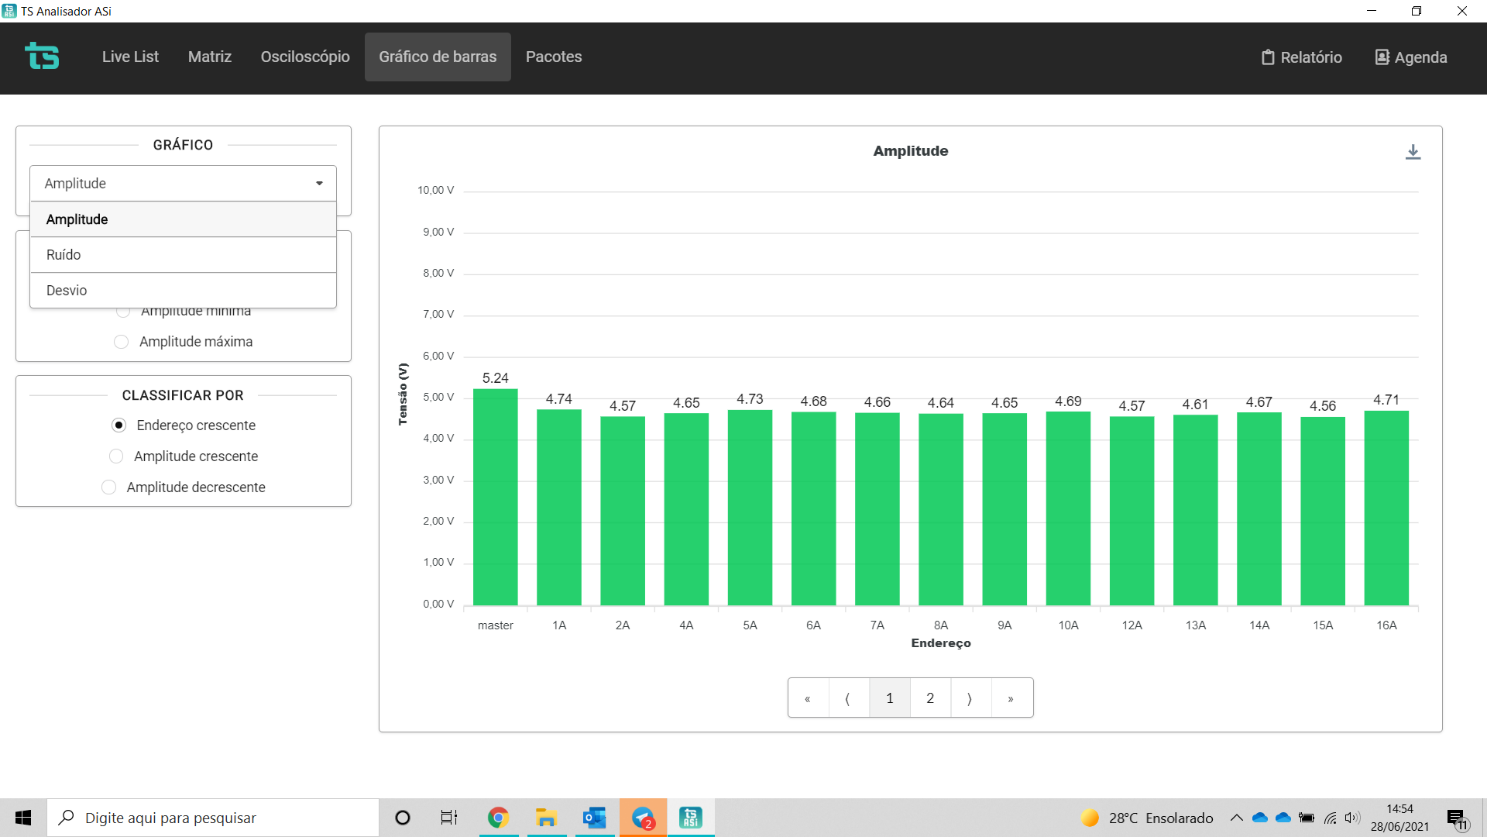 TS Analisador ASi
ts
Live List
Matriz
Osciloscópio
Gráfico de barras
Pacotes
Relatório
Agenda
GRÁFICO
Amplitude
Amplitude
Ruído
Desvio
Amplitude mínima
Amplitude máxima
CLASSIFICAR POR
Endereço crescente
Amplitude crescente
Amplitude decrescente
Amplitude
10,00 V
9,00 V
8,00 V
7,00 V
6,00 V
5,00 V
4,00 V
3,00 V
2,00 V
1,00 V
0,00 V
Tensão (V)
5.24 4.74 4.57 4.65 4.73 4.68 4.66 4.64 4.65 4.69 4.57 4.61 4.67 4.56 4.71
master 1A 2A 4A 5A 6A 7A 8A 9A 10A 12A 13A 14A 15A 16A
Endereço
« ⟨ 1 2 ⟩ »
Digite aqui para pesquisar
2
ts ASi
28°C Ensolarado
14:54
28/06/2021
11